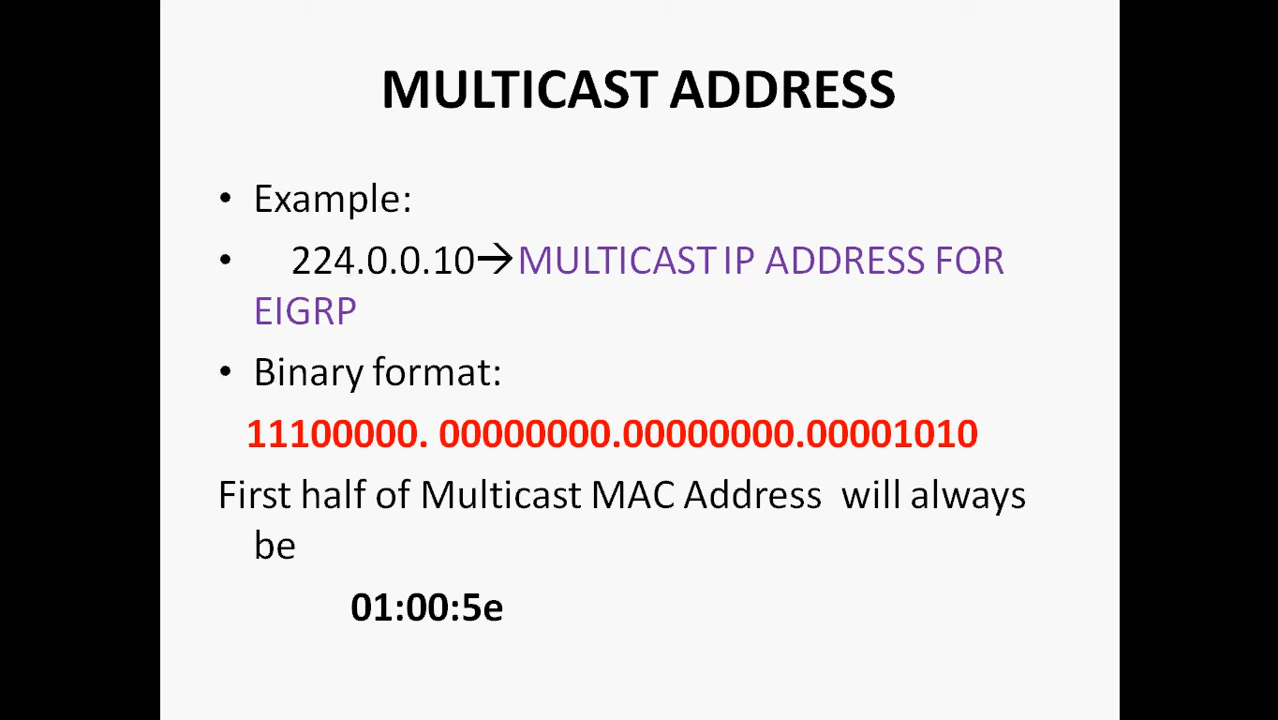 MULTICAST ADDRESS
• Example:
• 224.0.0.10→MULTICAST IP ADDRESS FOR
EIGRP
• Binary format:
11100000. 00000000.00000000.00001010
First half of Multicast MAC Address will always
be
01:00:5e